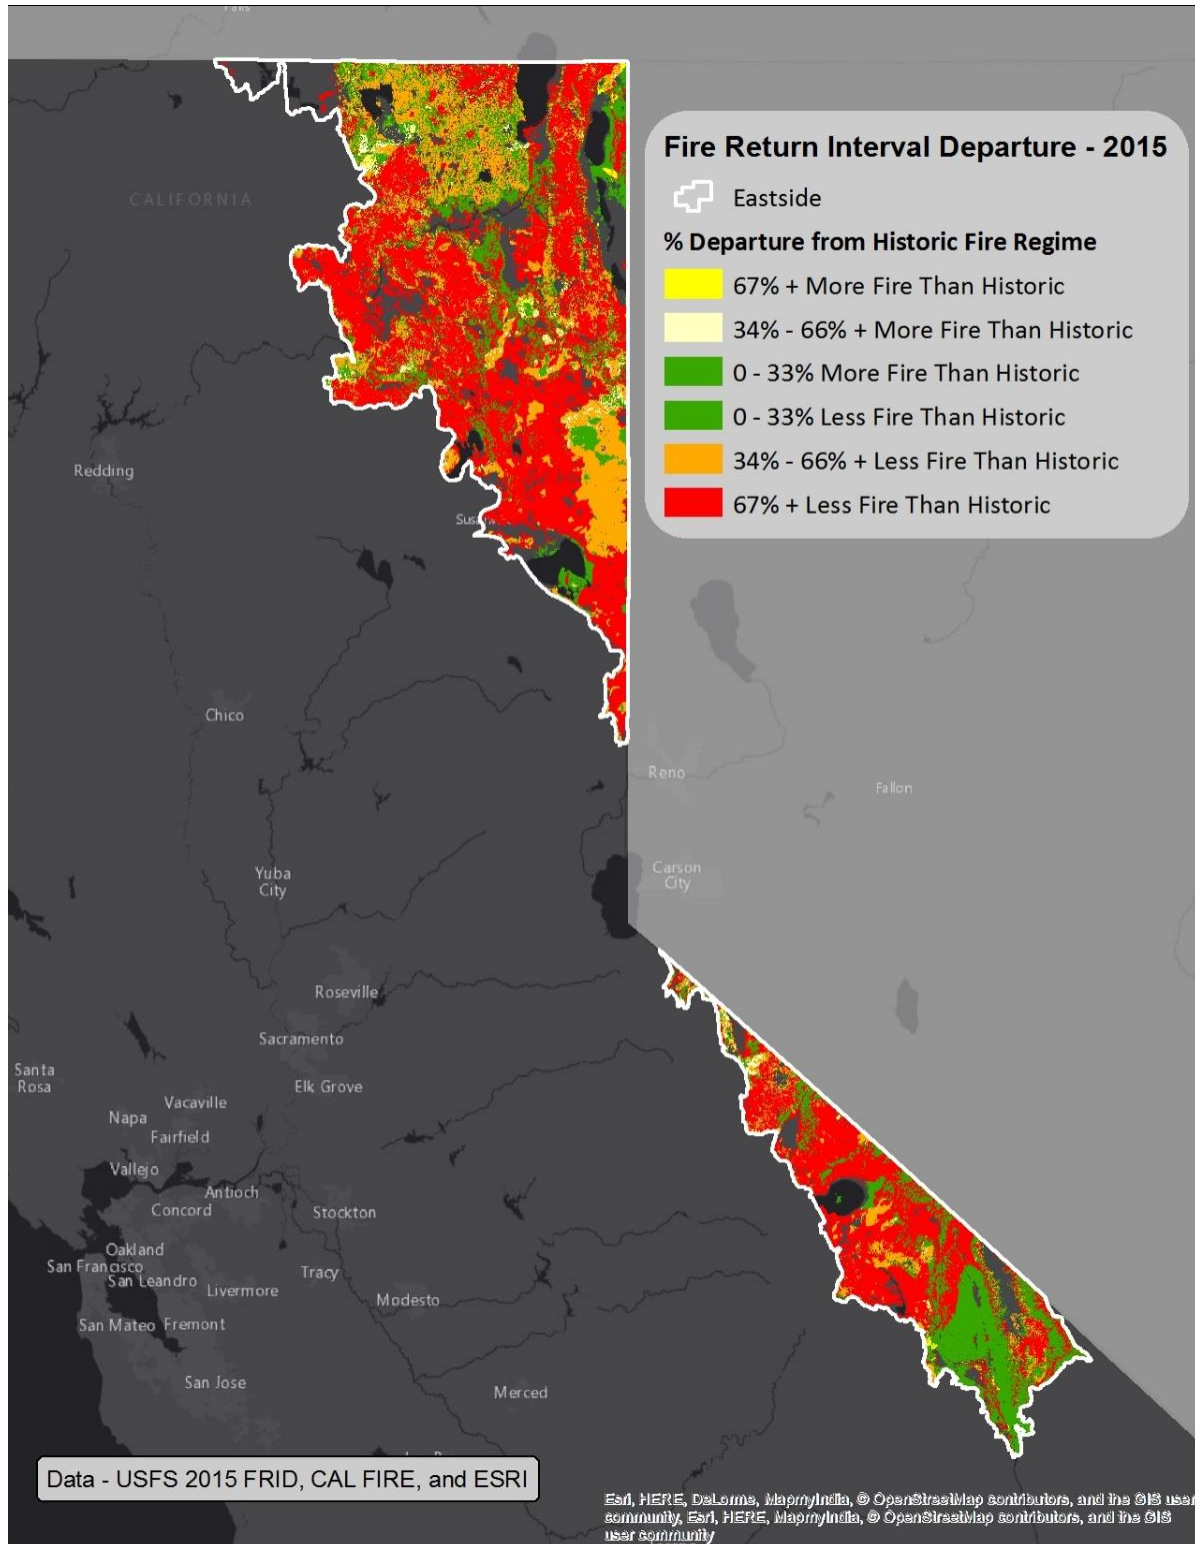 Falls
Fire Return Interval Departure - 2015
Eastside
% Departure from Historic Fire Regime
67% + More Fire Than Historic
34% - 66% + More Fire Than Historic
0 - 33% More Fire Than Historic
0 - 33% Less Fire Than Historic
34% - 66% + Less Fire Than Historic
67% + Less Fire Than Historic
CALIFORNIA
Redding
Chico
Reno
Fallon
Carson
City
Yuba
City
Roseville
Sacramento
Santa
Rosa
Elk Grove
Vacaville
Napa
Fairfield
Vallejo
Antioch
Concord
Stockton
Oakland
San Francisco
San Leandro
Livermore
Tracy
Modesto
San Mateo
Fremont
San Jose
Merced
Data - USFS 2015 FRID, CAL FIRE, and ESRI
Esri, HERE, DeLorme, MapmyIndia, © OpenStreetMap contributors, and the GIS user
community, Esri, HERE, MapmyIndia, © OpenStreetMap contributors, and the GIS
user community